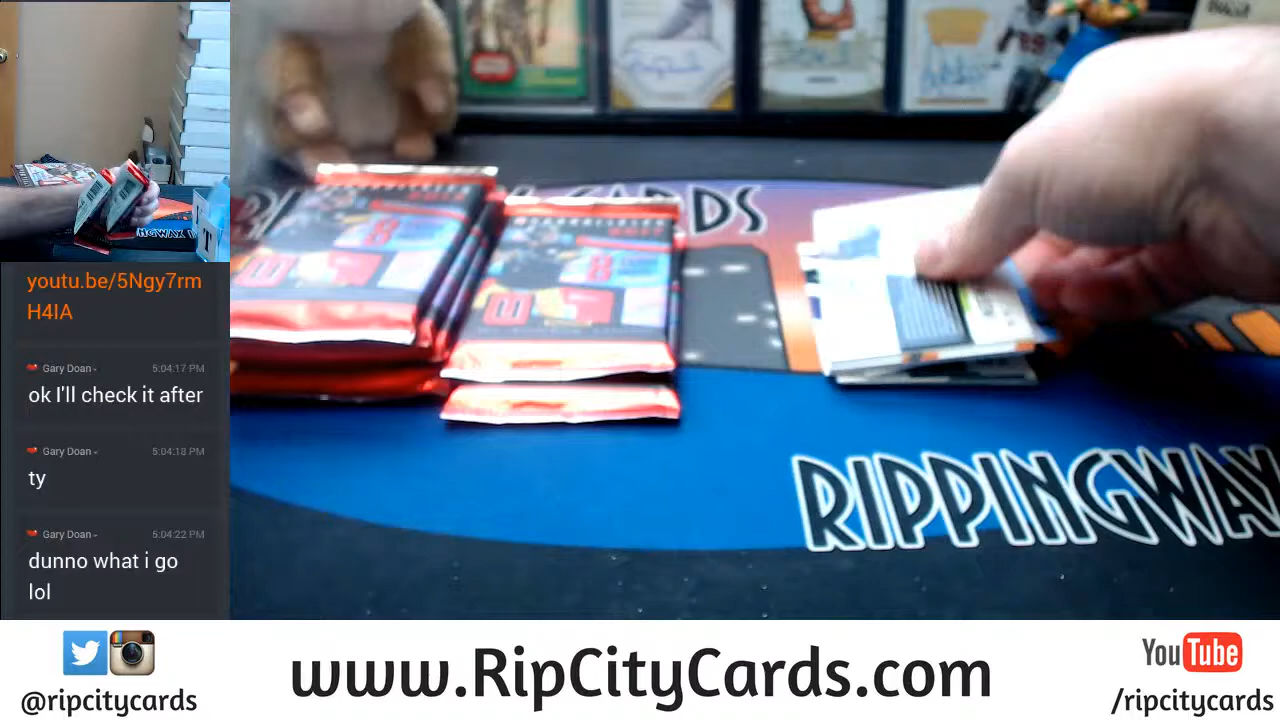 youtu.be/5Ngy7rm
H4IA
Gary Doan
5:04:17 PM
ok I'll check it after
Gary Doan
5:04:18 PM
ty
Gary Doan
5:04:22 PM
dunno what i go
lol
RDS
RIPPINGWAX
@ripcitycards
www.RipCityCards.com
YouTube
/ripcitycards